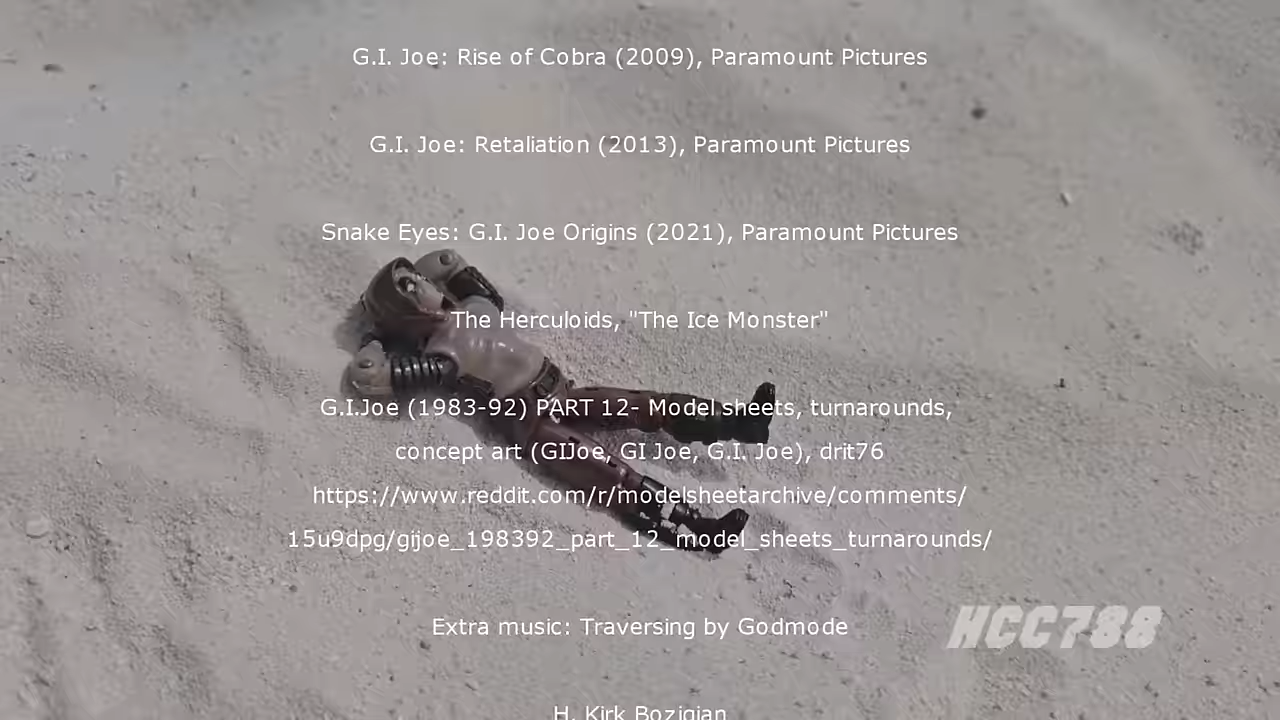 G.I. Joe: Rise of Cobra (2009), Paramount Pictures
G.I. Joe: Retaliation (2013), Paramount Pictures
Snake Eyes: G.I. Joe Origins (2021), Paramount Pictures
The Herculoids, "The Ice Monster"
G.I.Joe (1983-92) PART 12- Model sheets, turnarounds,
concept art (GIJoe, GI Joe, G.I. Joe), drit76
https://www.reddit.com/r/modelsheetarchive/comments/
15u9dpg/gijoe_198392_part_12_model_sheets_turnarounds/
Extra music: Traversing by Godmode
HCC788
H. Kirk Bozigian